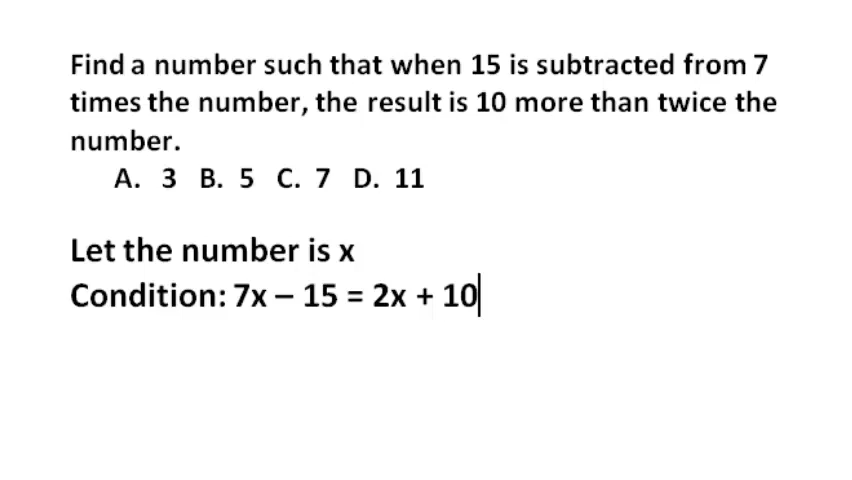 Find a number such that when 15 is subtracted from 7
times the number, the result is 10 more than twice the
number.
A. 3 B. 5 C. 7 D. 11
Let the number is x
Condition: 7x – 15 = 2x + 10